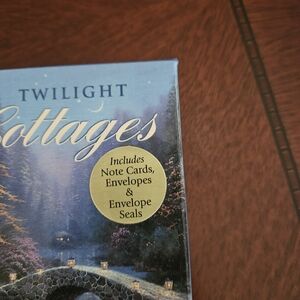 TWILIGHT
Cottages
Includes
Note Cards,
Envelopes
&
Envelope
Seals